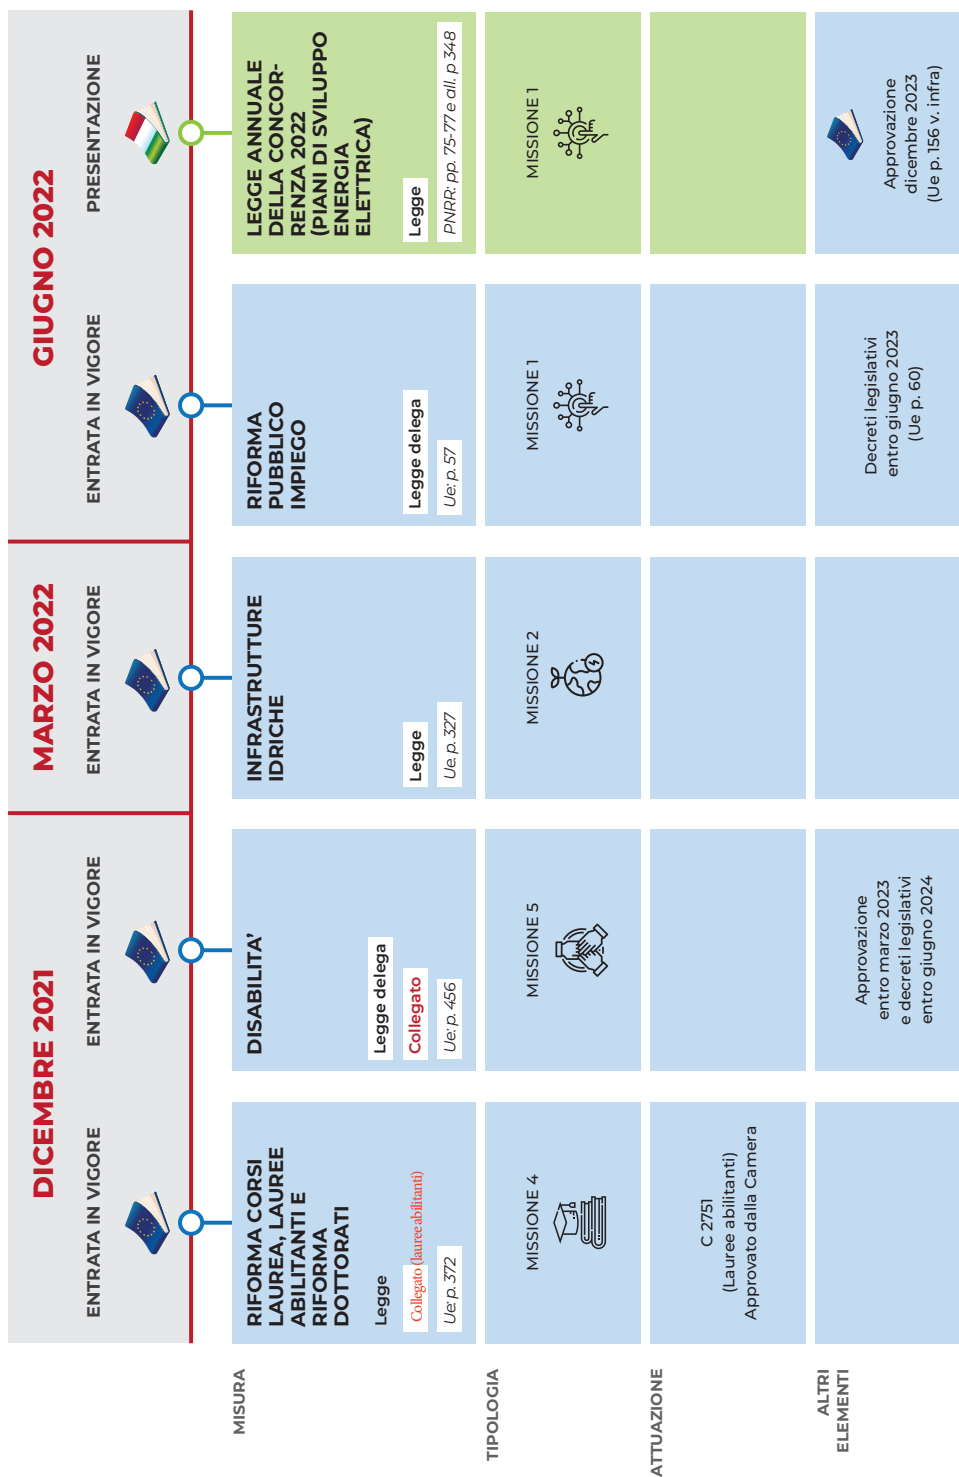 DICEMBRE 2021
MARZO 2022
GIUGNO 2022
ENTRATA IN VIGORE
ENTRATA IN VIGORE
ENTRATA IN VIGORE
ENTRATA IN VIGORE
PRESENTAZIONE
MISURA
RIFORMA CORSI
LAUREA, LAUREE
ABILITANTI E
RIFORMA
DOTTORATI
Legge
Collegato (lauree abilitanti)
Ue: p. 372
DISABILITA'
Legge delega
Collegato
Ue: p. 456
INFRASTRUTTURE
IDRICHE
Legge
Ue. p. 327
RIFORMA
PUBBLICO
IMPIEGO
Legge delega
Ue: p. 57
LEGGE ANNUALE
DELLA CONCOR-
RENZA 2022
(PIANI DI SVILUPPO
ENERGIA
ELETTRICA)
Legge
PNRR: pp. 75-77 e all. p 348
TIPOLOGIA
MISSIONE 4
MISSIONE 5
MISSIONE 2
MISSIONE 1
MISSIONE 1
ATTUAZIONE
C 2751
(Lauree abilitanti)
Approvato dalla Camera
ALTRI
ELEMENTI
Approvazione
entro marzo 2023
e decreti legislativi
entro giugno 2024
Decreti legislativi
entro giugno 2023
(Ue p. 60)
Approvazione
dicembre 2023
(Ue p. 156 v. infra)